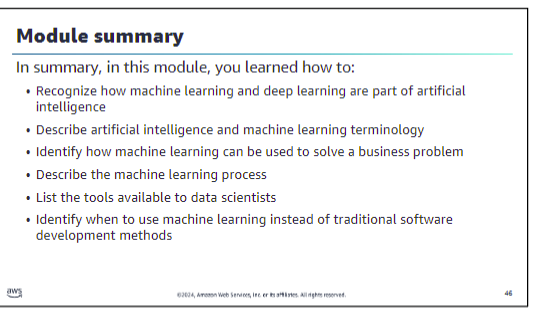 Module summary
In summary, in this module, you learned how to:
• Recognize how machine learning and deep learning are part of artificial
intelligence
• Describe artificial intelligence and machine learning terminology
• Identify how machine learning can be used to solve a business problem
• Describe the machine learning process
• List the tools available to data scientists
• Identify when to use machine learning instead of traditional software
development methods
aws
©2024, Amazon Web Services, Inc. or its affiliates. All rights reserved.
46